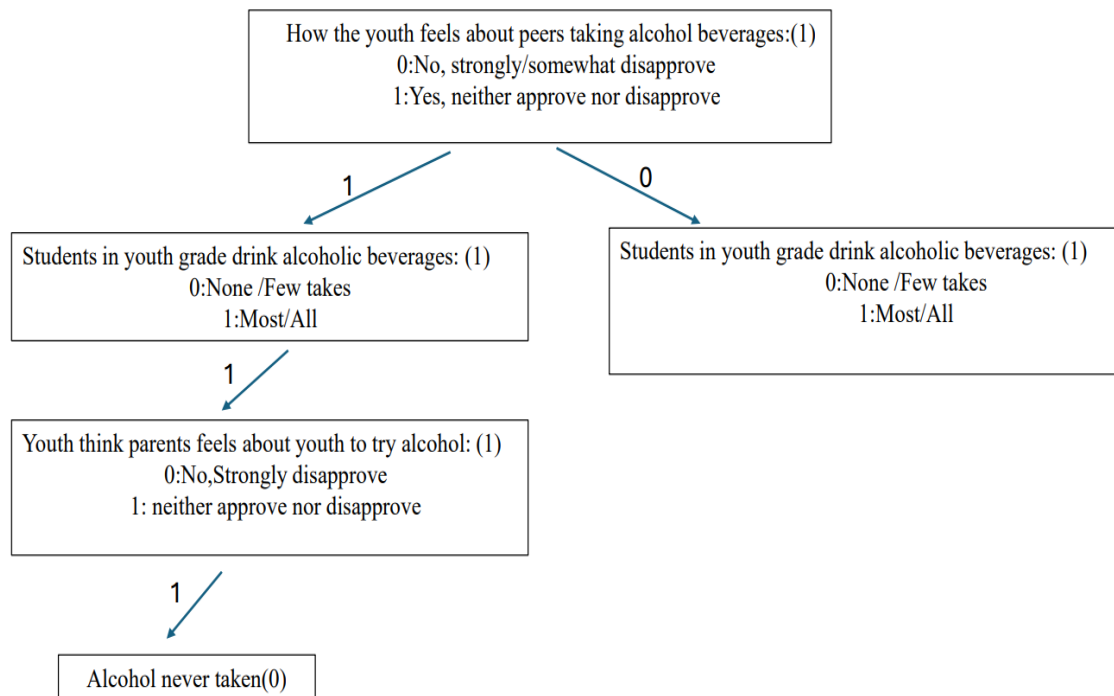 How the youth feels about peers taking alcohol beverages:(1)
0:No, strongly/somewhat disapprove
1:Yes, neither approve nor disapprove
1
0
Students in youth grade drink alcoholic beverages: (1)
0:None /Few takes
1:Most/All
Students in youth grade drink alcoholic beverages: (1)
0:None /Few takes
1:Most/All
1
Youth think parents feels about youth to try alcohol: (1)
0:No,Strongly disapprove
1: neither approve nor disapprove
1
Alcohol never taken(0)